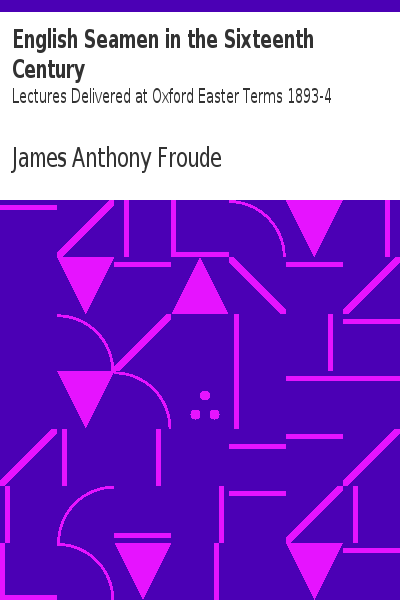 English Seamen in the Sixteenth
Century
Lectures Delivered at Oxford Easter Terms 1893-4
James Anthony Froude